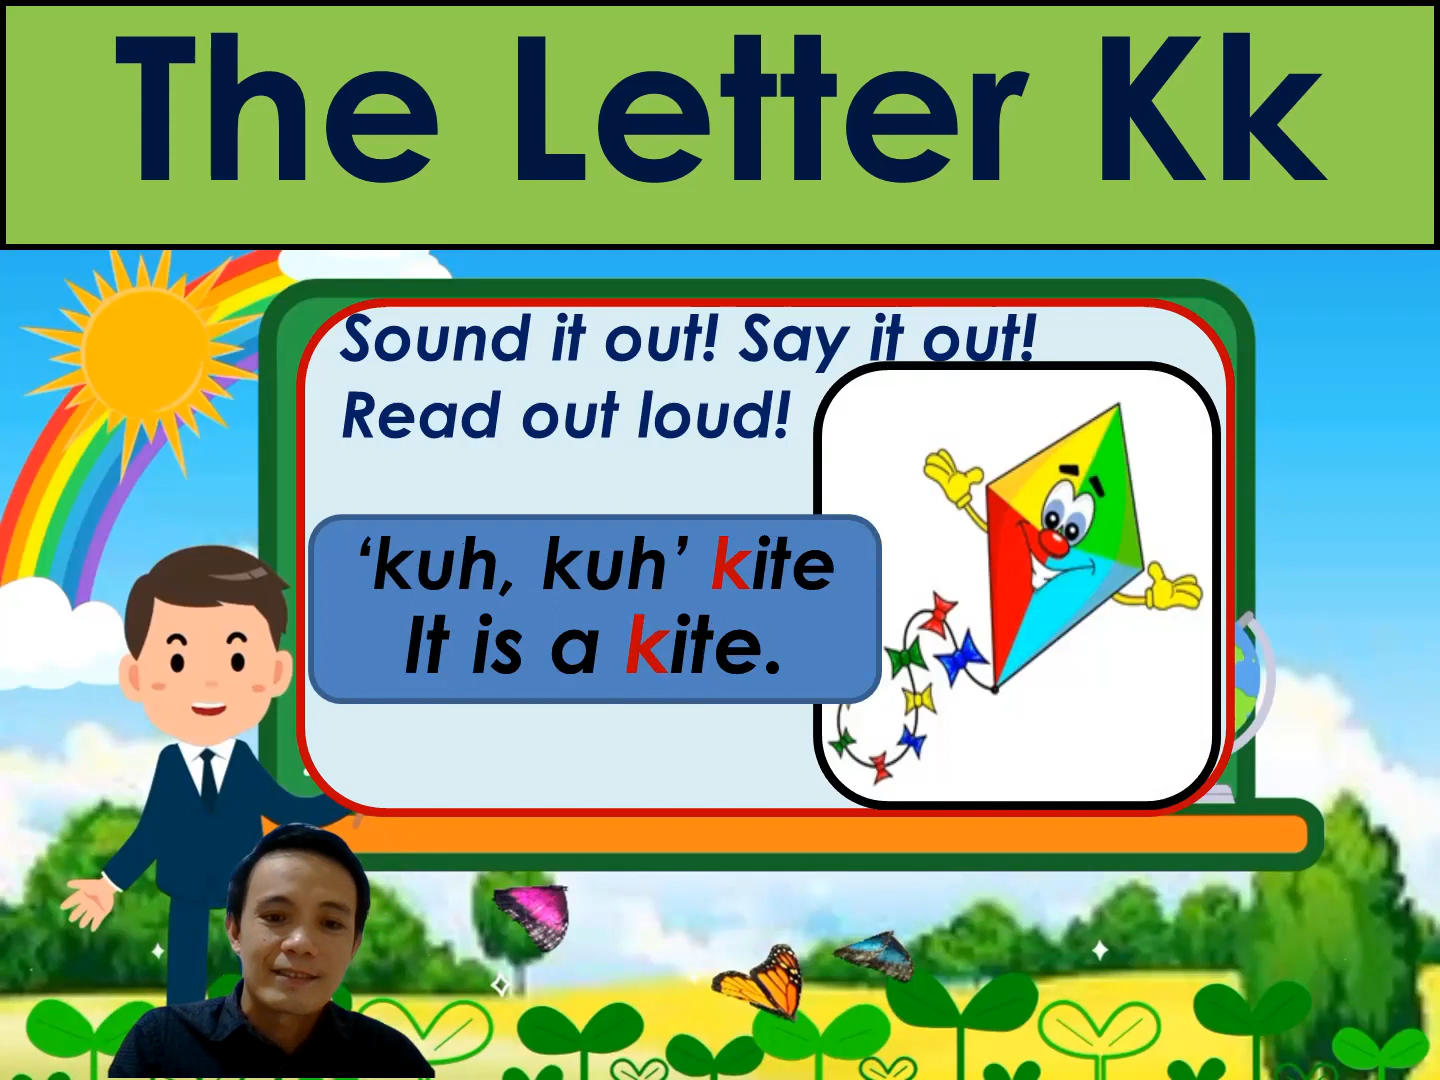 The Letter Kk
Sound it out! Say it out!
Read out loud!
‘kuh, kuh’ kite
It is a kite.